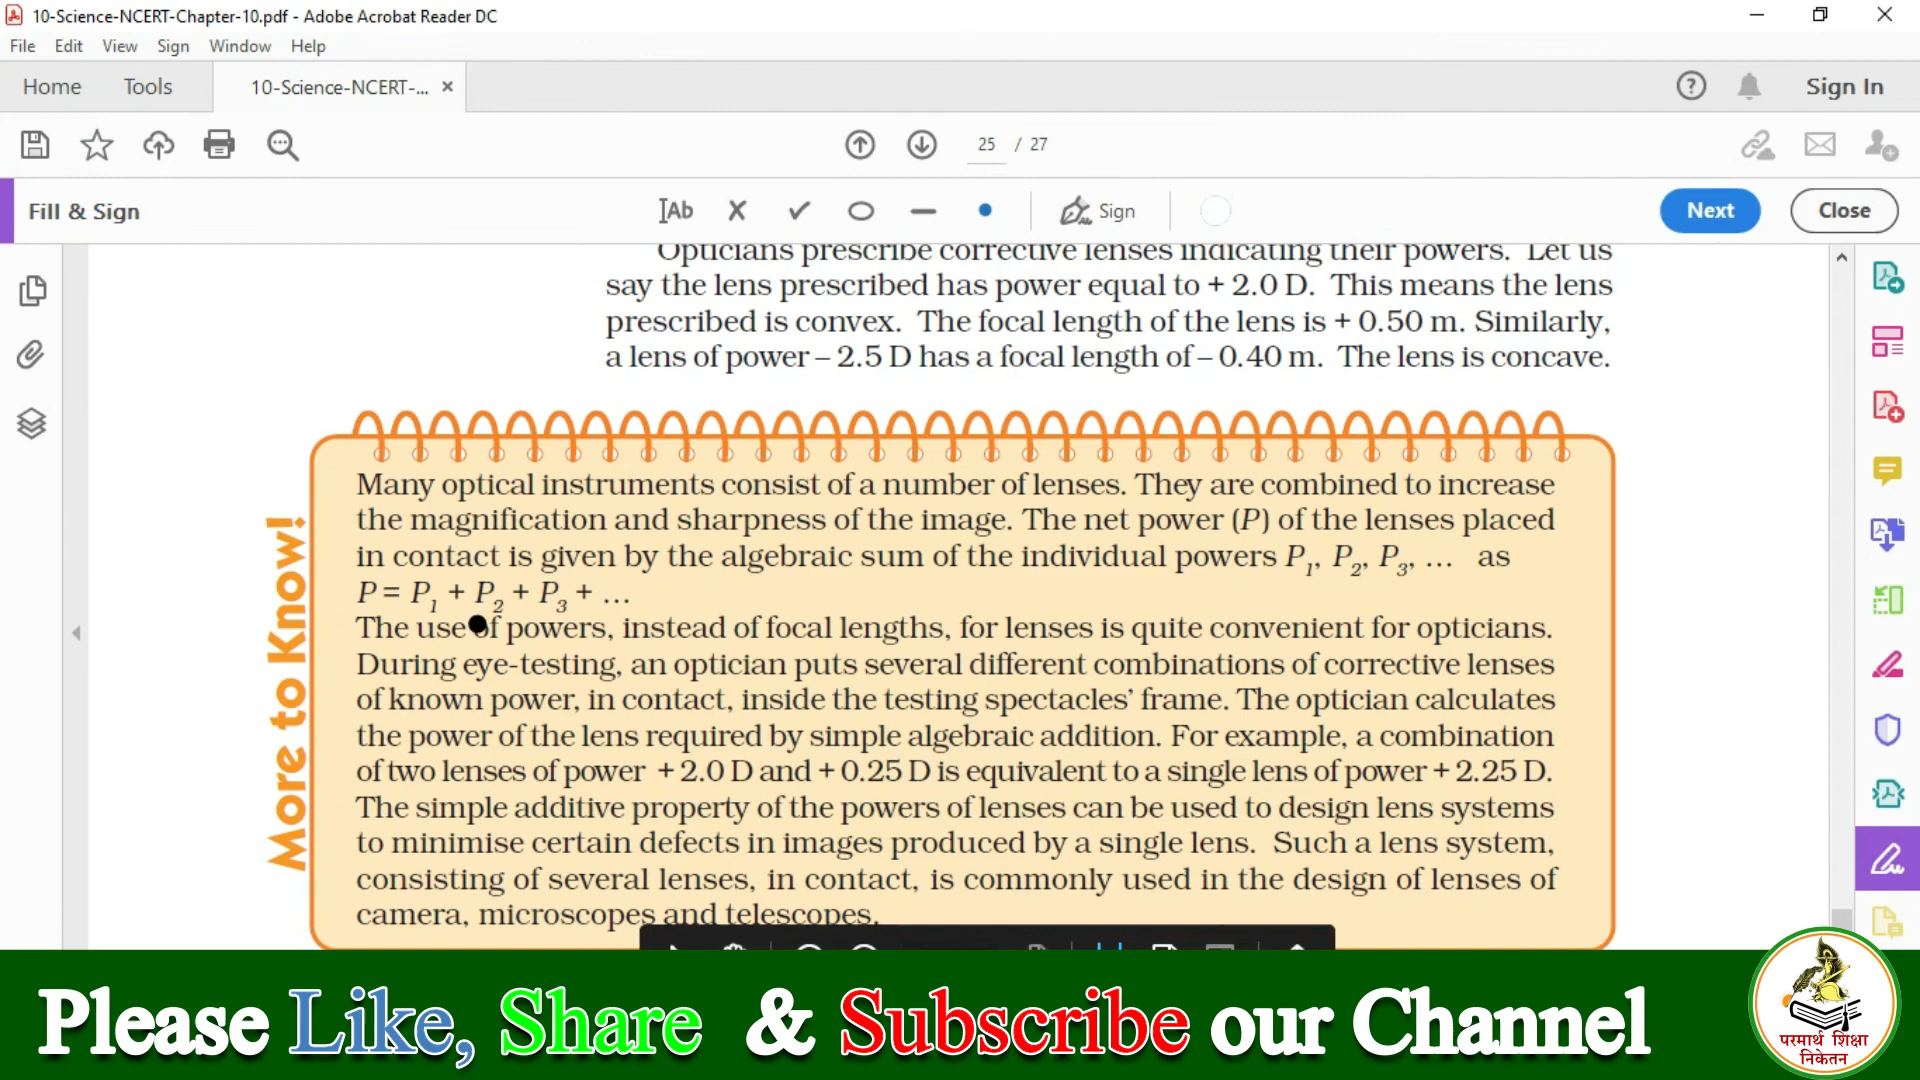 10-Science-NCERT-Chapter-10.pdf - Adobe Acrobat Reader DC
File Edit View Sign Window Help
Home Tools 10-Science-NCERT-... × Sign In
25 / 27
Fill & Sign Ab Sign Next Close
Opticians prescribe corrective lenses indicating their powers. Let us
say the lens prescribed has power equal to + 2.0 D. This means the lens
prescribed is convex. The focal length of the lens is + 0.50 m. Similarly,
a lens of power – 2.5 D has a focal length of – 0.40 m. The lens is concave.
More to Know!
Many optical instruments consist of a number of lenses. They are combined to increase
the magnification and sharpness of the image. The net power (P) of the lenses placed
in contact is given by the algebraic sum of the individual powers P1, P2, P3, … as
P = P1 + P2 + P3 + …
The use of powers, instead of focal lengths, for lenses is quite convenient for opticians.
During eye-testing, an optician puts several different combinations of corrective lenses
of known power, in contact, inside the testing spectacles’ frame. The optician calculates
the power of the lens required by simple algebraic addition. For example, a combination
of two lenses of power + 2.0 D and + 0.25 D is equivalent to a single lens of power + 2.25 D.
The simple additive property of the powers of lenses can be used to design lens systems
to minimise certain defects in images produced by a single lens. Such a lens system,
consisting of several lenses, in contact, is commonly used in the design of lenses of
camera, microscopes and telescopes.
Please Like, Share & Subscribe our Channel
परमार्थ शिक्षा
निकेतन